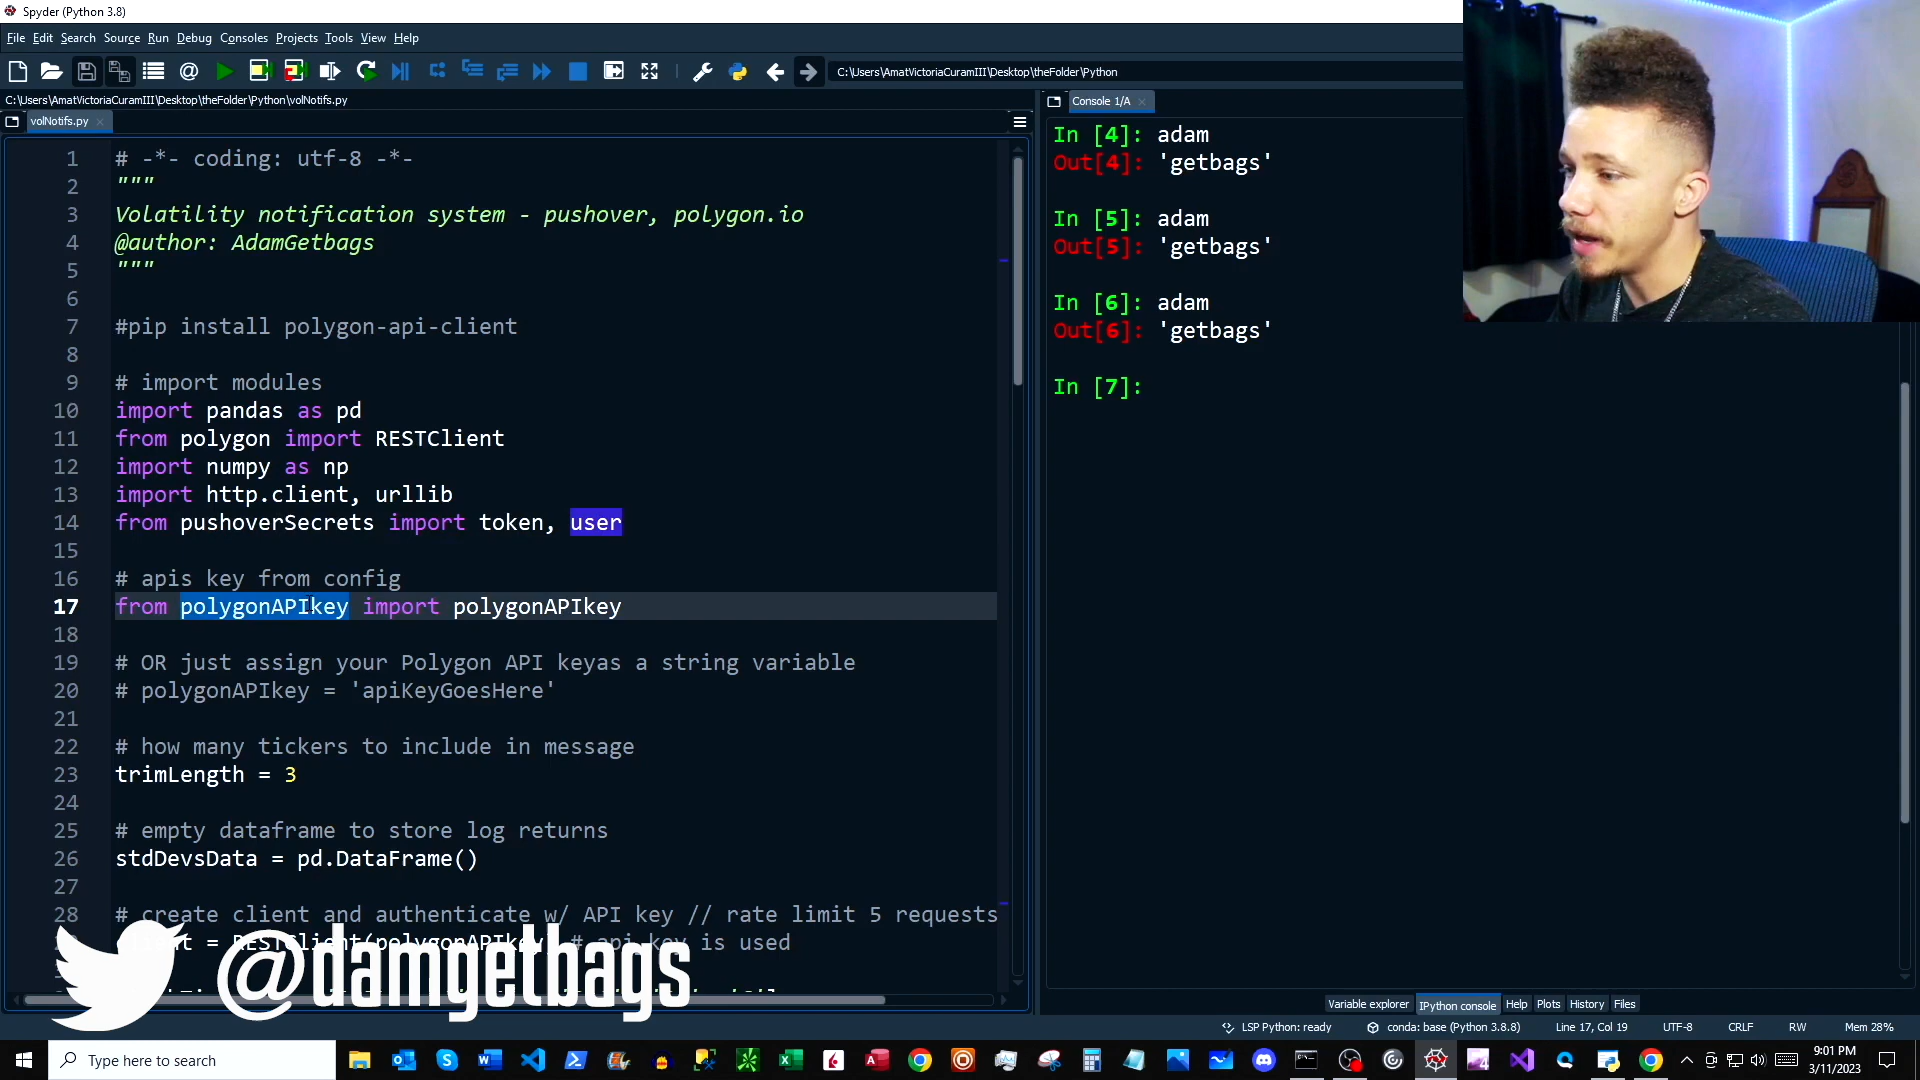 Spyder (Python 3.8)
File Edit Search Source Run Debug Consoles Projects Tools View Help
C:\Users\AmatVictoriaCuramIII\Desktop\theFolder\Python
C:\Users\AmatVictoriaCuramIII\Desktop\theFolder\Python\volNotifs.py
volNotifs.py
1 # -*- coding: utf-8 -*-
2 """
3 Volatility notification system - pushover, polygon.io
4 @author: AdamGetbags
5 """
6
7 #pip install polygon-api-client
8
9 # import modules
10 import pandas as pd
11 from polygon import RESTClient
12 import numpy as np
13 import http.client, urllib
14 from pushoverSecrets import token, user
15
16 # apis key from config
17 from polygonAPIkey import polygonAPIkey
18
19 # OR just assign your Polygon API keyas a string variable
20 # polygonAPIkey = 'apiKeyGoesHere'
21
22 # how many tickers to include in message
23 trimLength = 3
24
25 # empty dataframe to store log returns
26 stdDevsData = pd.DataFrame()
27
28 # create client and authenticate w/ API key // rate limit 5 requests
= RESTClient(polygonAPIkey) # api key is used
@damgetbags
Console 1/A
In [4]: adam
Out[4]: 'getbags'
In [5]: adam
Out[5]: 'getbags'
In [6]: adam
Out[6]: 'getbags'
In [7]:
Variable explorer IPython console Help Plots History Files
LSP Python: ready conda: base (Python 3.8.8) Line 17, Col 19 UTF-8 CRLF RW Mem 28%
Type here to search
9:01 PM
3/11/2023